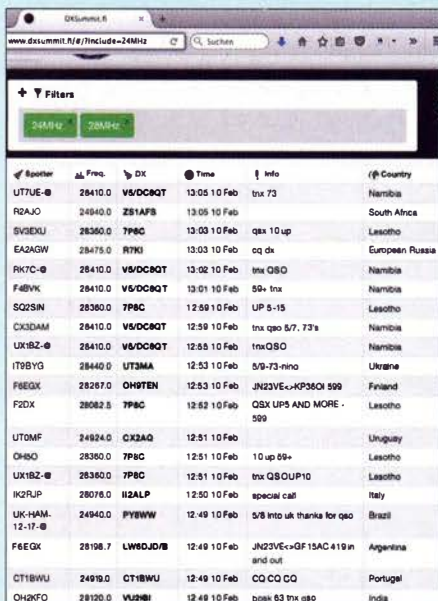 DXSummit.fi
www.dxsummit.fi/#/?include=24MHz
Suchen
Filters
24MHz 28MHz
Spotter Freq. DX Time Info Country
UT7UE-@ 28410.0 V5/DC8QT 13:05 10 Feb tnx 73 Namibia
R2AJO 24940.0 ZS1AFS 13:05 10 Feb South Africa
SV3EXU 28360.0 7P8C 13:03 10 Feb qsx 10 up Lesotho
EA2AGW 28475.0 R7KI 13:03 10 Feb cq dx European Russia
RK7C-@ 28410.0 V5/DC8QT 13:02 10 Feb tnx QSO Namibia
F4BVK 28410.0 V5/DC8QT 13:01 10 Feb 59+ tnx Namibia
SQ2SIN 28360.0 7P8C 12:59 10 Feb UP 5-15 Lesotho
CX3DAM 28410.0 V5/DC8QT 12:59 10 Feb tnx qso 5/7. 73's Namibia
UX1BZ-@ 28410.0 V5/DC8QT 12:55 10 Feb tnxQSO Namibia
IT9BYG 28440.0 UT3MA 12:53 10 Feb 5/9-73-nino Ukraine
F6EGX 28267.0 OH9TEN 12:53 10 Feb JN23VE<>KP36OI 599 Finland
F2DX 28082.5 7P8C 12:52 10 Feb QSX UP5 AND MORE -
599 Lesotho
UT0MF 24924.0 CX2AQ 12:51 10 Feb Uruguay
28360.0 7P8C 12:51 10 Feb 10 up 59+ Lesotho
UX1BZ-@ 28360.0 7P8C 12:51 10 Feb tnx QSOUP10 Lesotho
IK2RJP 28076.0 II2ALP 12:50 10 Feb special call Italy
UK-HAM-
12-17-@ 24940.0 PY8WW 12:49 10 Feb 5/8 into uk thanks for qso Brazil
F6EGX 28198.7 LW6DJD/B 12:49 10 Feb JN23VE<>GF15AC 419 in
and out Argentina
CT1BWU 24919.0 CT1BWU 12:49 10 Feb CQ CQ CQ Portugal
OH2KFO 28120.0 VU2IBI 12:49 10 Feb bpsk 63 tnx qso India